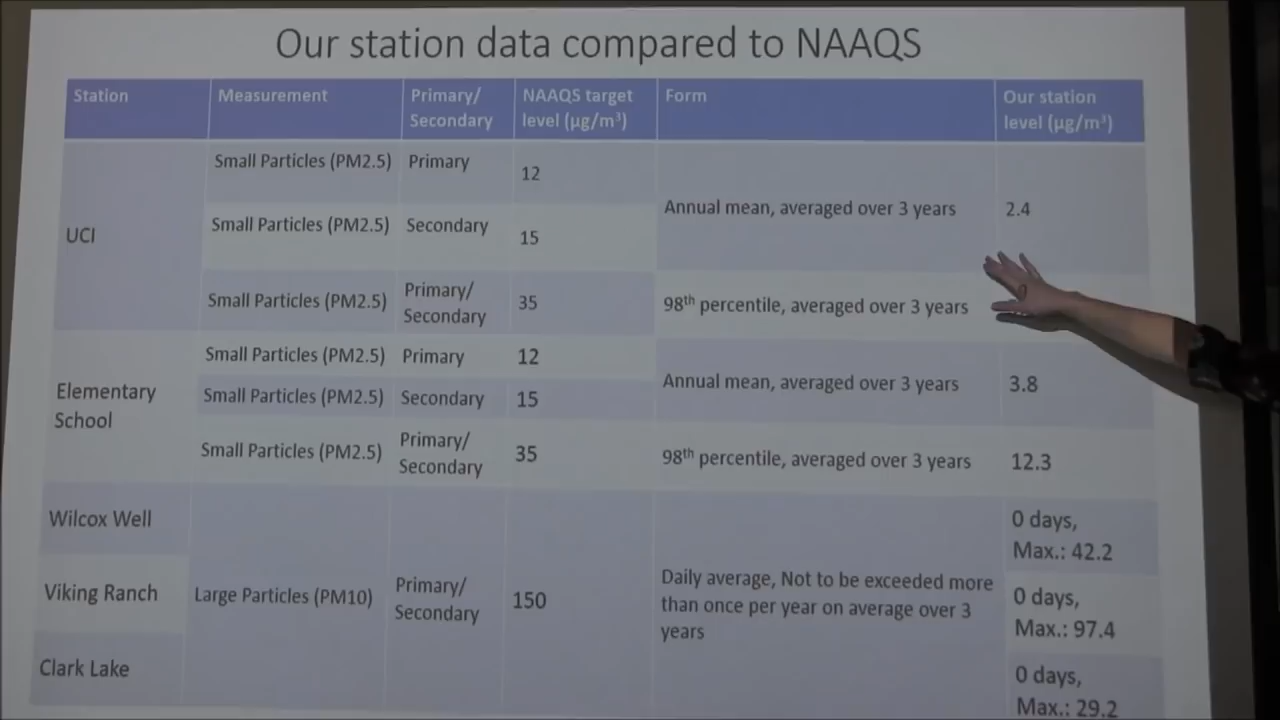 Our station data compared to NAAQS
Station
Measurement
Primary/
Secondary
NAAQS target
level (µg/m³)
Form
Our station
level (µg/m³)
UCI
Small Particles (PM2.5)
Primary
12
Annual mean, averaged over 3 years
2.4
Small Particles (PM2.5)
Secondary
15
Small Particles (PM2.5)
Primary/
Secondary
35
98th percentile, averaged over 3 years
Elementary
School
Small Particles (PM2.5)
Primary
12
Annual mean, averaged over 3 years
3.8
Small Particles (PM2.5)
Secondary
15
Small Particles (PM2.5)
Primary/
Secondary
35
98th percentile, averaged over 3 years
12.3
Wilcox Well
0 days,
Max.: 42.2
Viking Ranch
Large Particles (PM10)
Primary/
Secondary
150
Daily average, Not to be exceeded more
than once per year on average over 3
years
0 days,
Max.: 97.4
Clark Lake
0 days,
Max.: 29.2